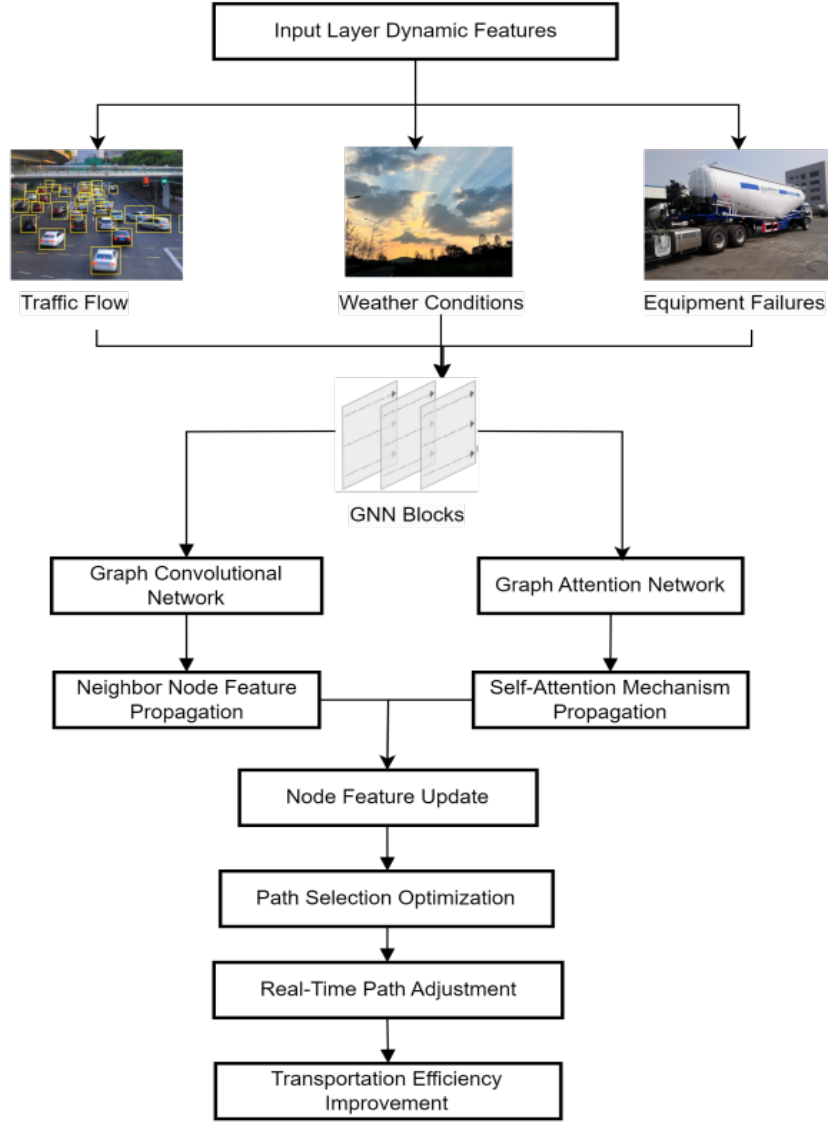 Input Layer Dynamic Features
Traffic Flow
Weather Conditions
Equipment Failures
GNN Blocks
Graph Convolutional
Network
Graph Attention Network
Neighbor Node Feature
Propagation
Self-Attention Mechanism
Propagation
Node Feature Update
Path Selection Optimization
Real-Time Path Adjustment
Transportation Efficiency
Improvement